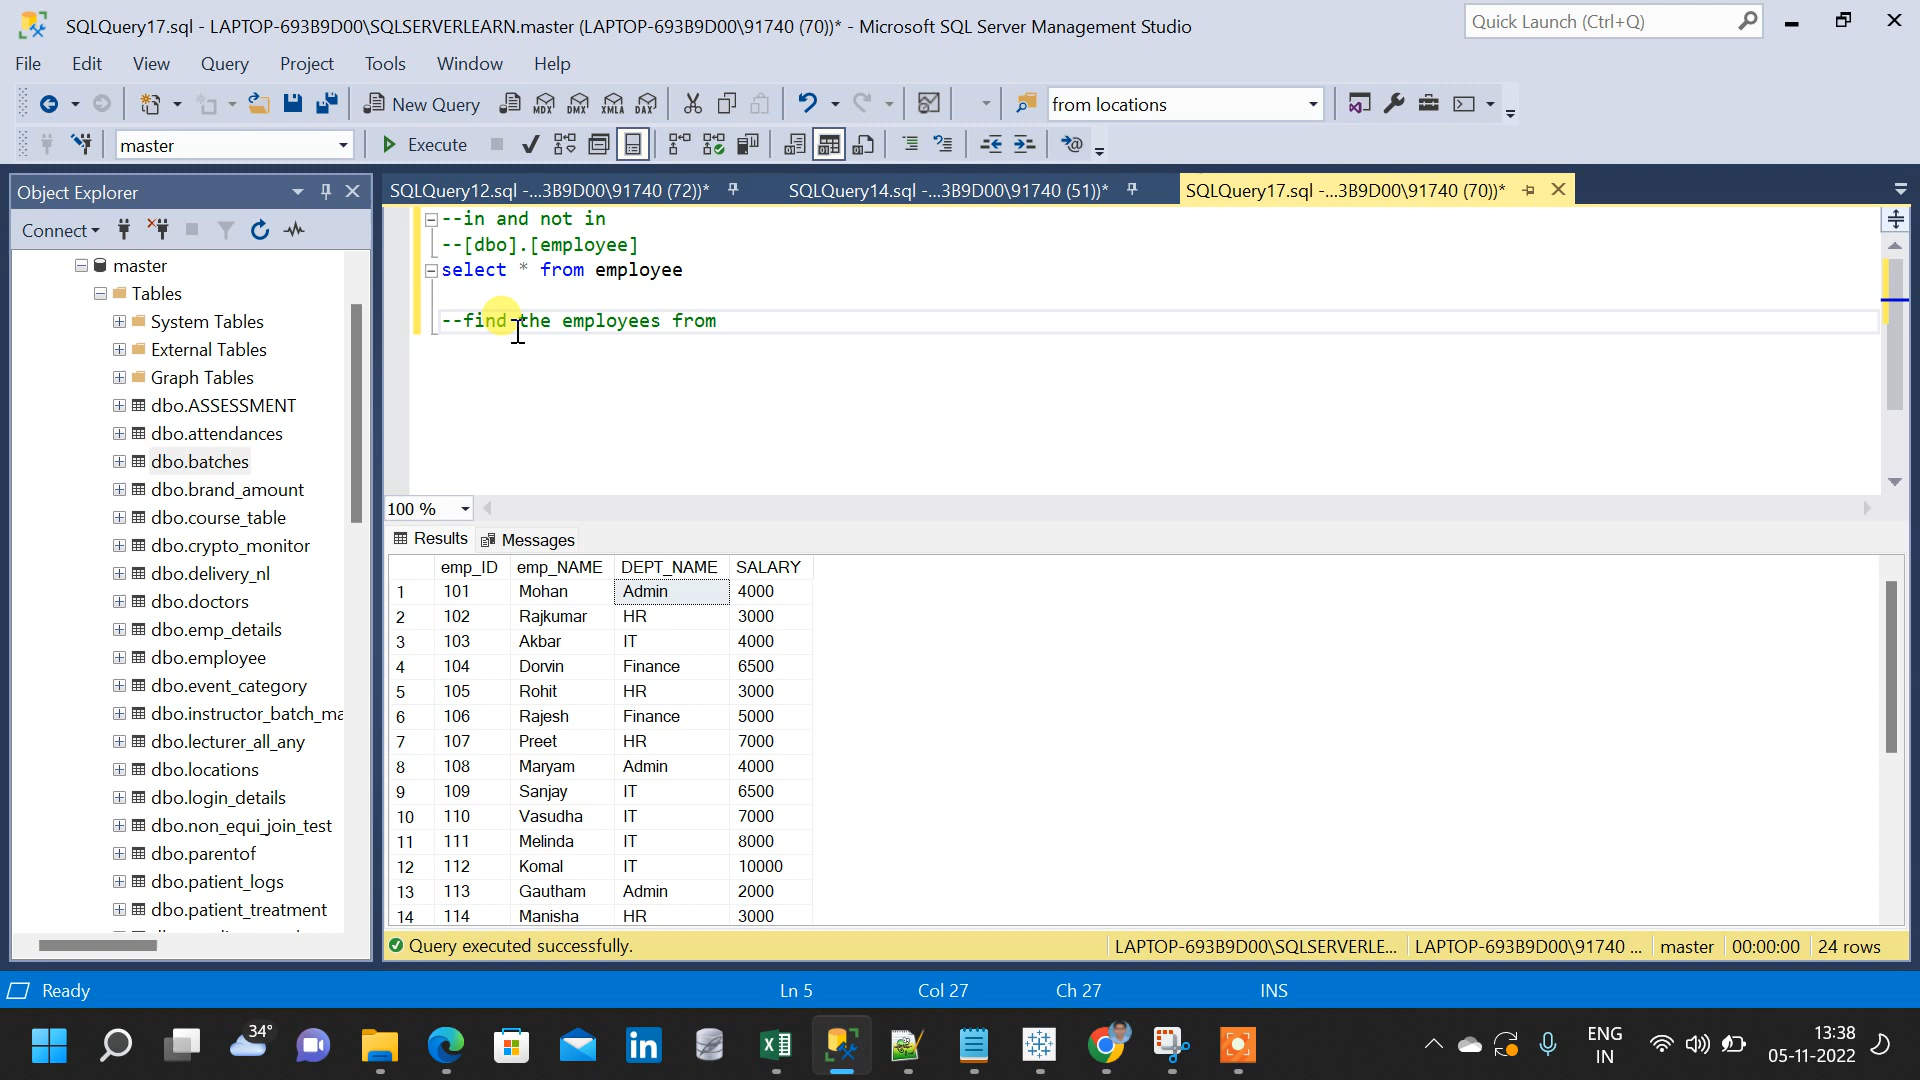 SQLQuery17.sql - LAPTOP-693B9D00\SQLSERVERLEARN.master (LAPTOP-693B9D00\91740 (70))* - Microsoft SQL Server Management Studio
Quick Launch (Ctrl+Q)
File Edit View Query Project Tools Window Help
New Query MDX DMX XMLA DAX from locations
master Execute
Object Explorer
SQLQuery12.sql -...3B9D00\91740 (72))* SQLQuery14.sql -...3B9D00\91740 (51))* SQLQuery17.sql -...3B9D00\91740 (70))*
Connect
master
Tables
System Tables
External Tables
Graph Tables
dbo.ASSESSMENT
dbo.attendances
dbo.batches
dbo.brand_amount
dbo.course_table
dbo.crypto_monitor
dbo.delivery_nl
dbo.doctors
dbo.emp_details
dbo.employee
dbo.event_category
dbo.instructor_batch_ma
dbo.lecturer_all_any
dbo.locations
dbo.login_details
dbo.non_equi_join_test
dbo.parentof
dbo.patient_logs
dbo.patient_treatment
--in and not in
--[dbo].[employee]
select * from employee
--find the employees from
100 %
Results Messages
emp_ID emp_NAME DEPT_NAME SALARY
1 101 Mohan Admin 4000
2 102 Rajkumar HR 3000
3 103 Akbar IT 4000
4 104 Dorvin Finance 6500
5 105 Rohit HR 3000
6 106 Rajesh Finance 5000
7 107 Preet HR 7000
8 108 Maryam Admin 4000
9 109 Sanjay IT 6500
10 110 Vasudha IT 7000
11 111 Melinda IT 8000
12 112 Komal IT 10000
13 113 Gautham Admin 2000
14 114 Manisha HR 3000
Query executed successfully. LAPTOP-693B9D00\SQLSERVERLE... LAPTOP-693B9D00\91740 ... master 00:00:00 24 rows
Ready Ln 5 Col 27 Ch 27 INS
34°
in
ENG
IN
13:38
05-11-2022